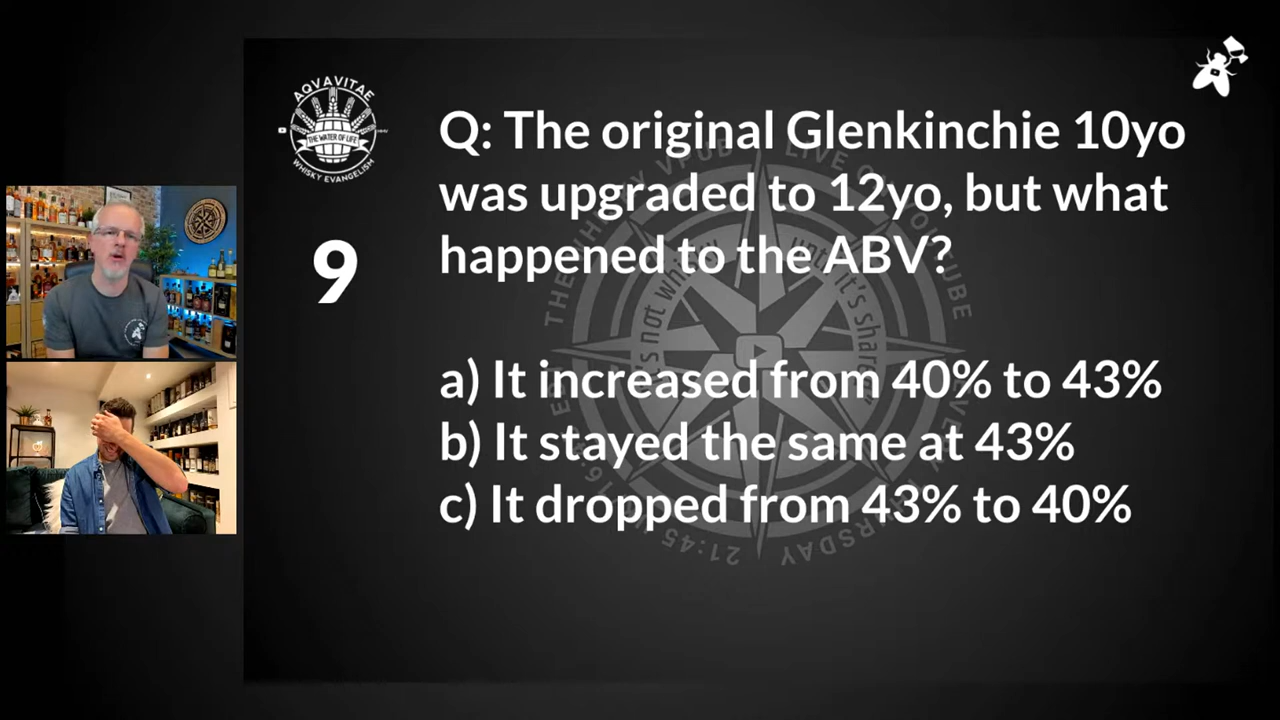 AQVAVITAE
THE WATER OF LIFE
WHISKY EVANGELISM
9
Q: The original Glenkinchie 10yo
was upgraded to 12yo, but what
happened to the ABV?
a) It increased from 40% to 43%
b) It stayed the same at 43%
c) It dropped from 43% to 40%
21:45